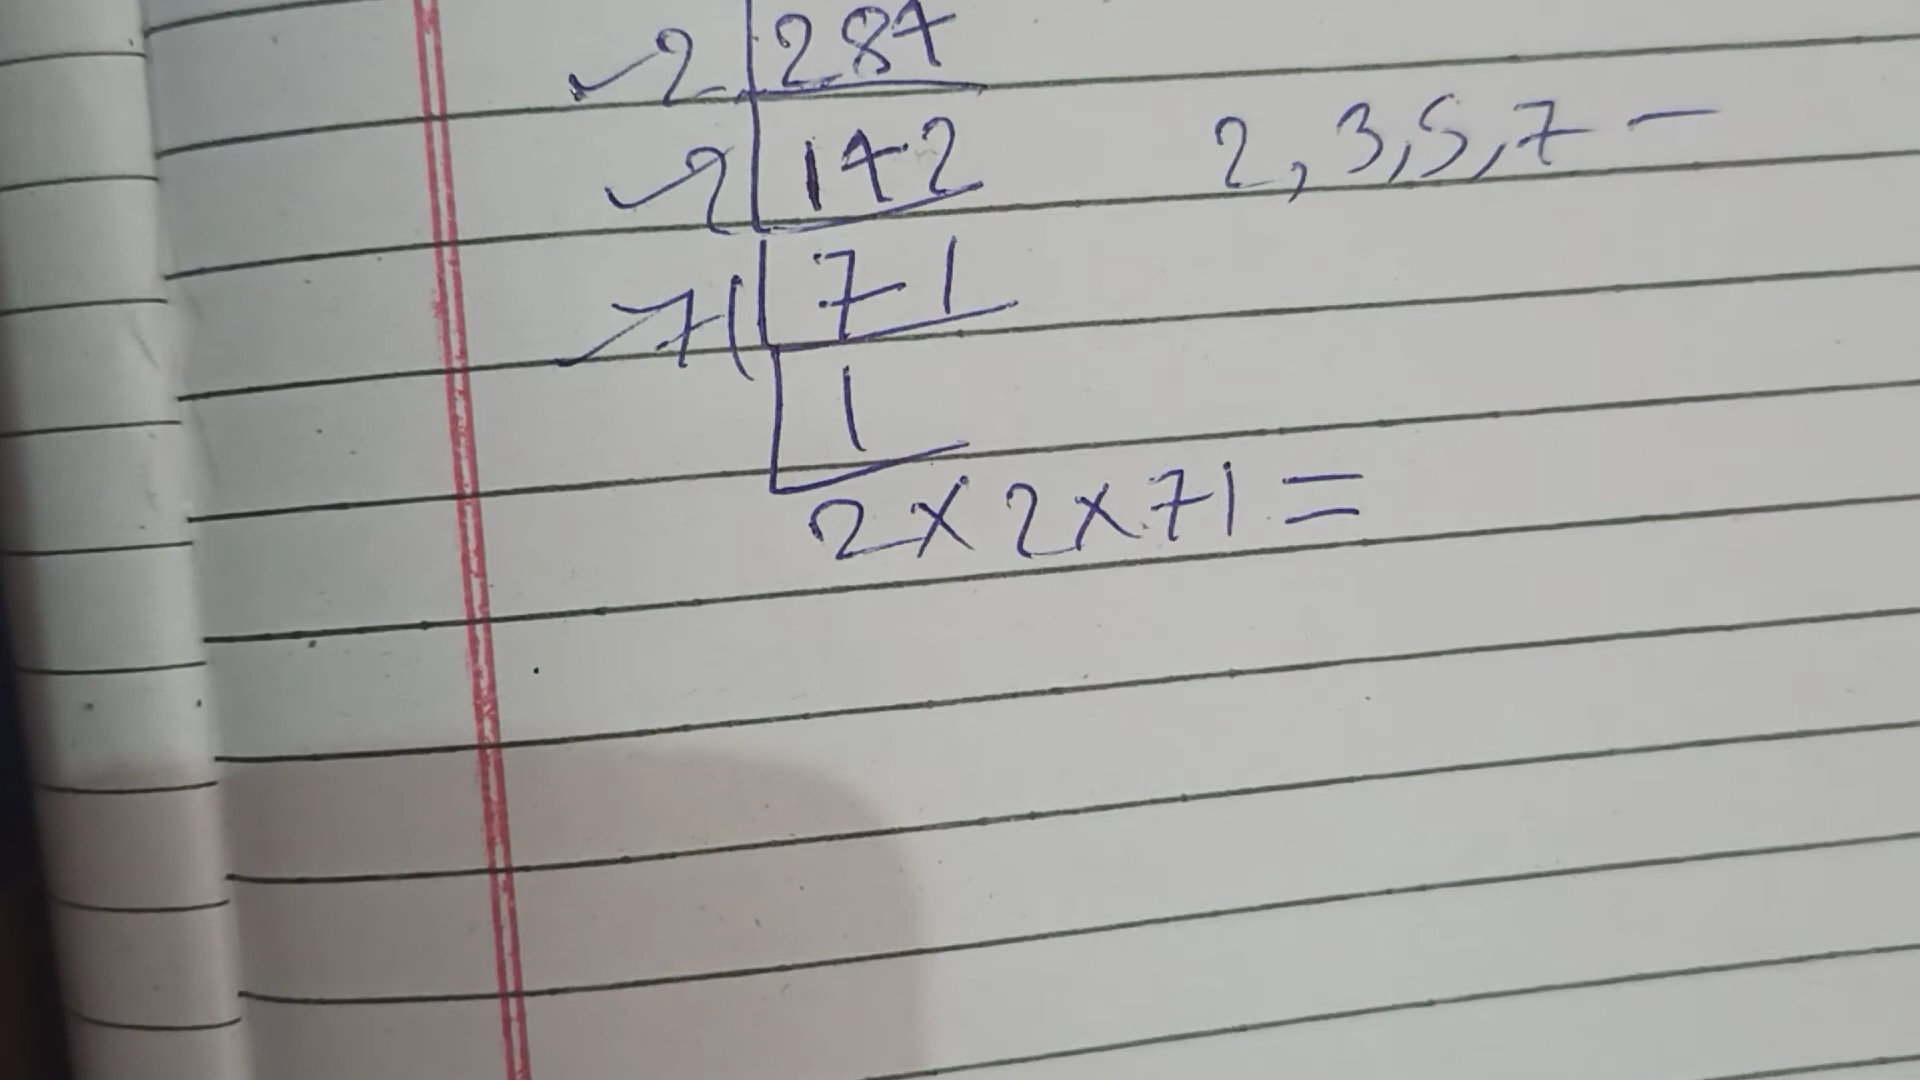 2 | 284
2 | 142 2, 3, 5, 7 –
71 | 71
1
2 × 2 × 71 =